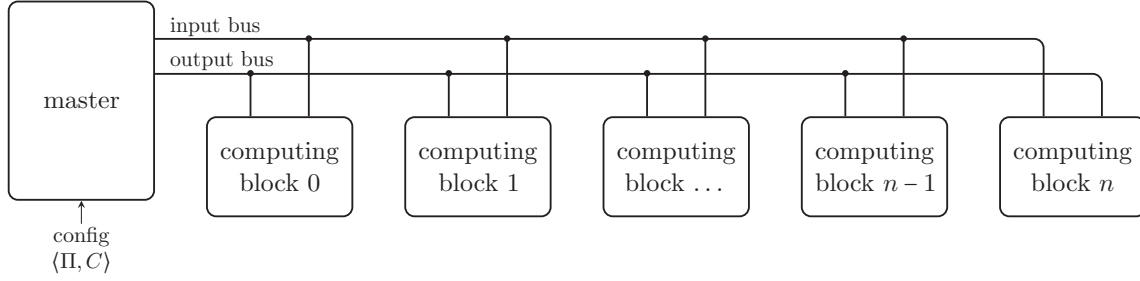 input bus
output bus
master
computing
block 0
computing
block 1
computing
block ...
computing
block n − 1
computing
block n
config
⟨Π, C⟩